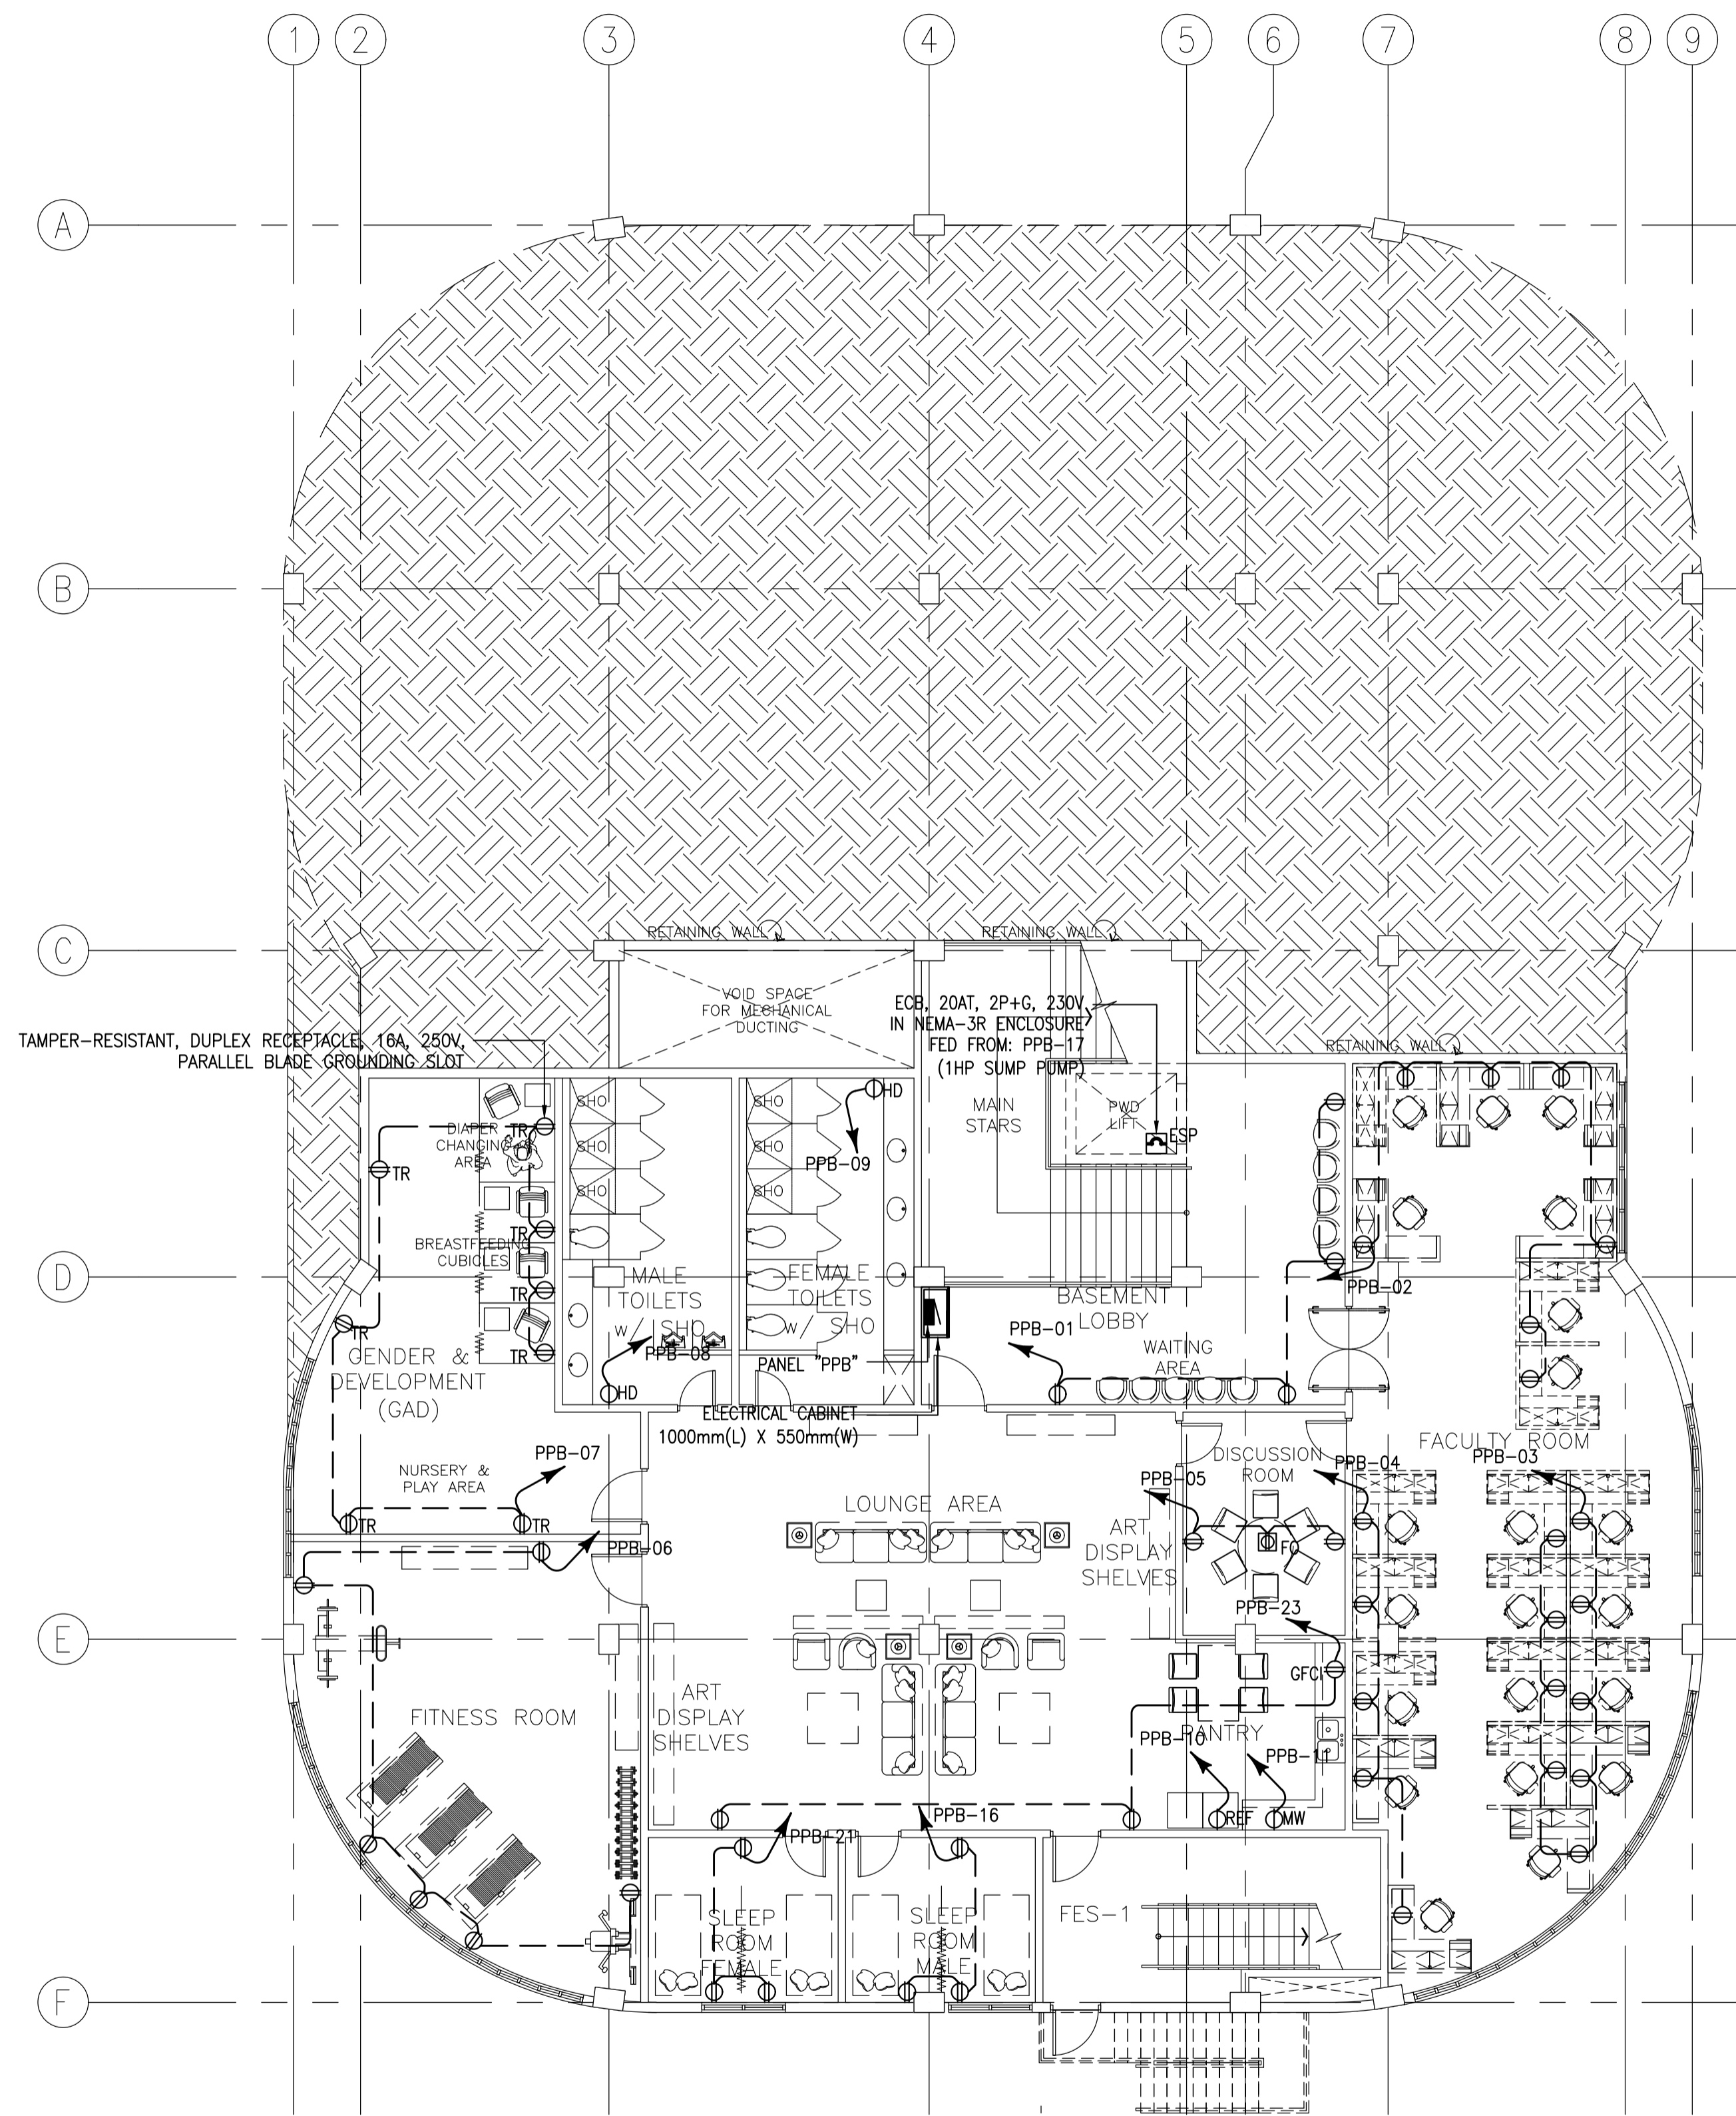 1
2
3
4
5
6
7
8
9
A
B
C
RETAINING WALL
RETAINING WALL
VOID SPACE
FOR MECHANICAL
DUCTING
ECB, 20AT, 2P+G, 230V,
IN NEMA-3R ENCLOSURE
FED FROM: PPB-17
(1HP SUMP PUMP)
TAMPER-RESISTANT, DUPLEX RECEPTACLE, 16A, 250V,
PARALLEL BLADE GROUNDING SLOT
RETAINING WALL
SHO
SHO
HD
MAIN
STARS
PWD
LIFT
DIAPER
CHANGING
AREA
TR
SHO
SHO
ESP
TR
PPB-09
SHO
SHO
TR
BREASTFEEDING
CUBICLES
D
TR
MALE
TOILETS
w/ SHO
FEMALE
TOILETS
w/ SHO
BASEMENT
LOBBY
PPB-02
TR
PPB-01
GENDER &
DEVELOPMENT
(GAD)
TR
PPB-08
PANEL "PPB"
WAITING
AREA
HD
ELECTRICAL CABINET
1000mm(L) X 550mm(W)
FACULTY ROOM
PPB-07
DISCUSSION
ROOM
PPB-04
PPB-03
NURSERY &
PLAY AREA
PPB-05
LOUNGE AREA
TR
TR
ART
DISPLAY
SHELVES
PPB-06
FO
PPB-23
E
GFCI
FITNESS ROOM
ART
DISPLAY
SHELVES
PANTRY
PPB-10
PPB-11
PPB-16
REF
MW
PPB-21
SLEEP
ROOM
FEMALE
SLEEP
ROOM
MALE
FES-1
F